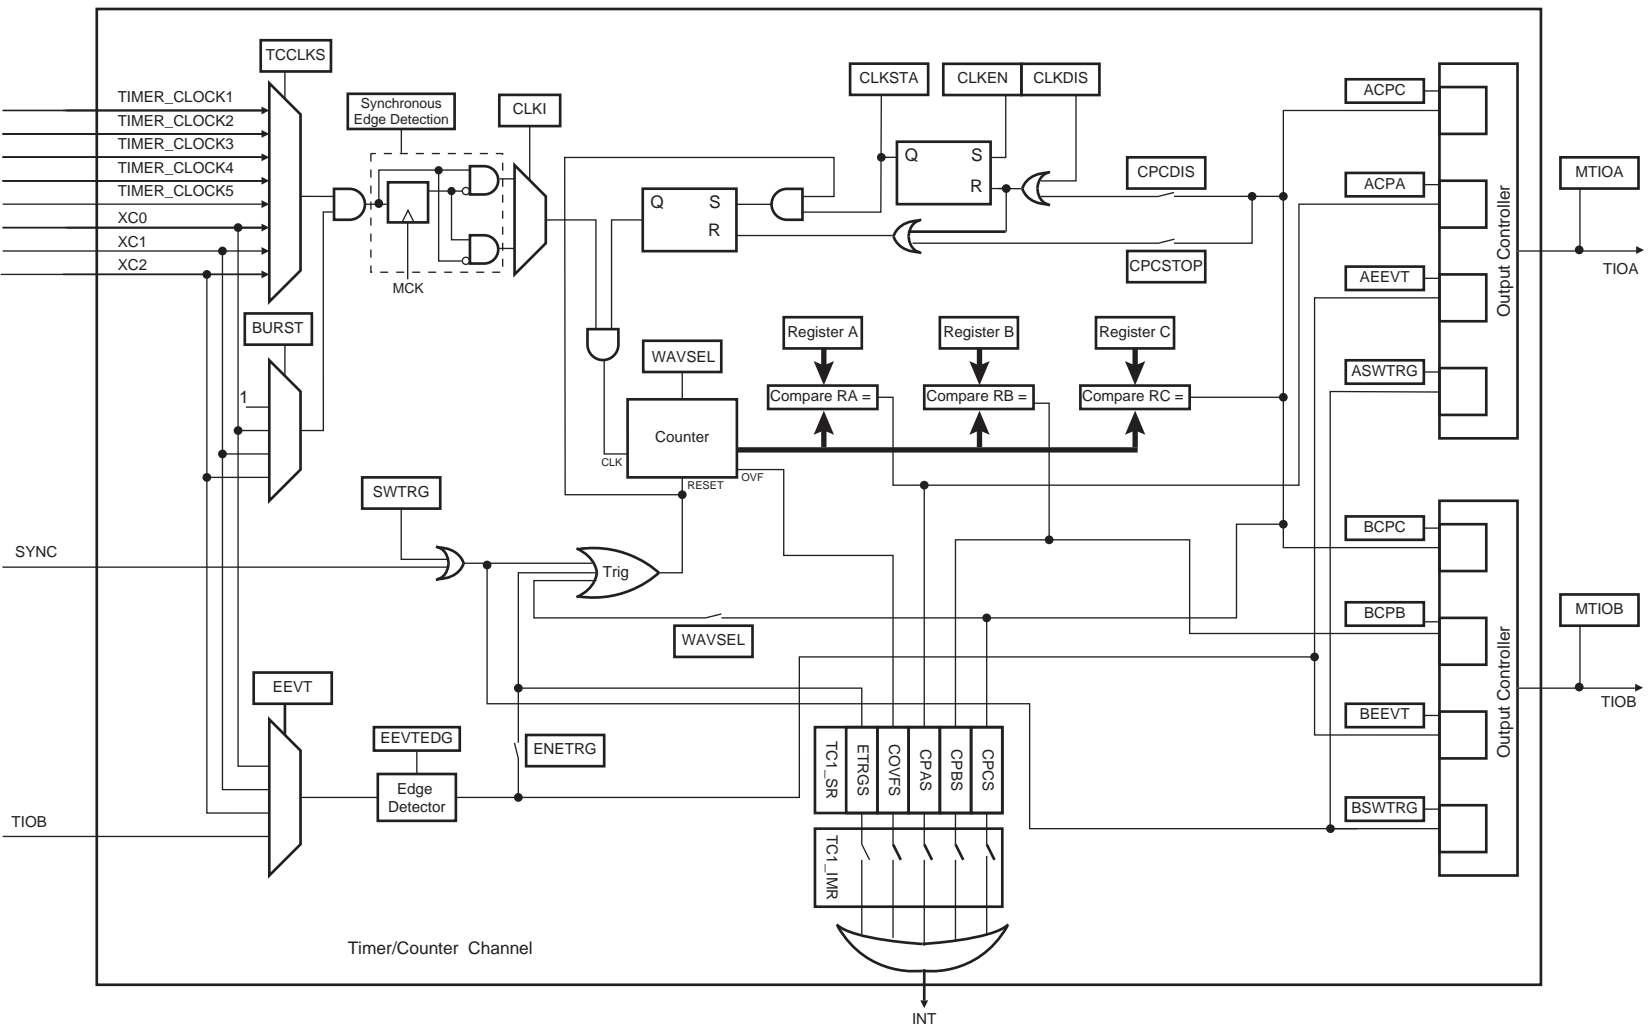 TCCLKS
TIMER_CLOCK1
TIMER_CLOCK2
TIMER_CLOCK3
TIMER_CLOCK4
TIMER_CLOCK5
XC0
XC1
XC2
Synchronous
Edge Detection
CLKI
MCK
BURST
1
CLKSTA
CLKEN
CLKDIS
Q
S
R
Q
S
R
CPCDIS
CPCSTOP
WAVSEL
Register A
Register B
Register C
Compare RA =
Compare RB =
Compare RC =
Counter
CLK
RESET
OVF
SWTRG
SYNC
Trig
WAVSEL
EEVT
EEVTEDG
Edge
Detector
ENETRG
TIOB
TC1_SR
ETRGS
COVFS
CPAS
CPBS
CPCS
TC1_IMR
INT
Timer/Counter Channel
ACPC
ACPA
AEEVT
ASWTRG
Output Controller
MTIOA
TIOA
BCPC
BCPB
BEEVT
BSWTRG
Output Controller
MTIOB
TIOB